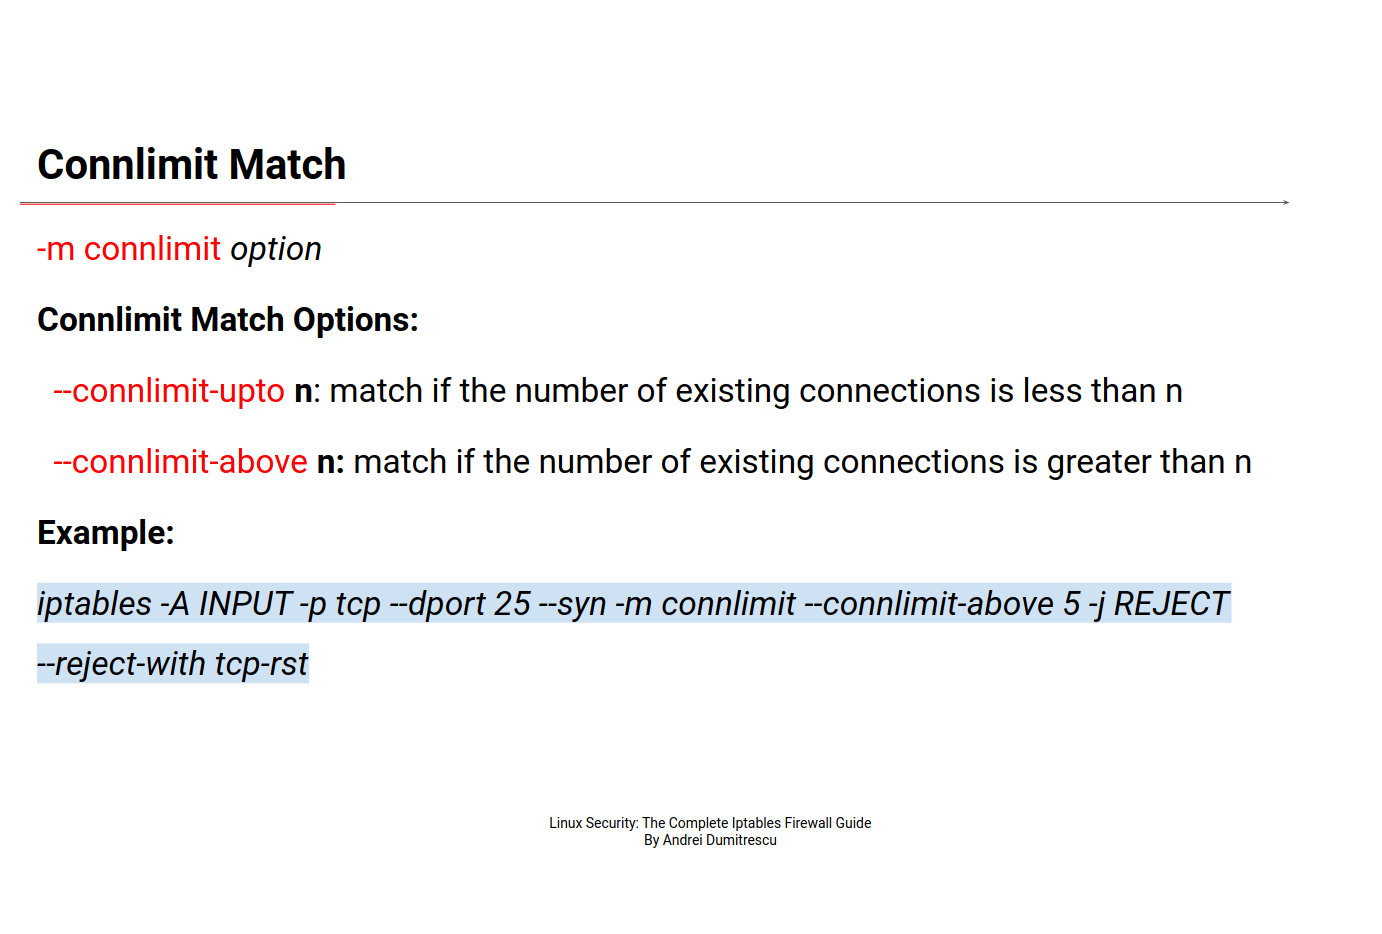 Connlimit Match
-m connlimit option
Connlimit Match Options:
--connlimit-upto n: match if the number of existing connections is less than n
--connlimit-above n: match if the number of existing connections is greater than n
Example:
iptables -A INPUT -p tcp --dport 25 --syn -m connlimit --connlimit-above 5 -j REJECT
--reject-with tcp-rst
Linux Security: The Complete Iptables Firewall Guide
By Andrei Dumitrescu